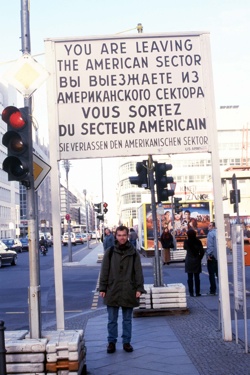 YOU ARE LEAVING
THE AMERICAN SECTOR
ВЫ ВЫЕЗЖАЕТЕ ИЗ
АМЕРИКАНСКОГО СЕКТОРА
VOUS SORTEZ
DU SECTEUR AMÉRICAIN
SIE VERLASSEN DEN AMERIKANISCHEN SEKTOR